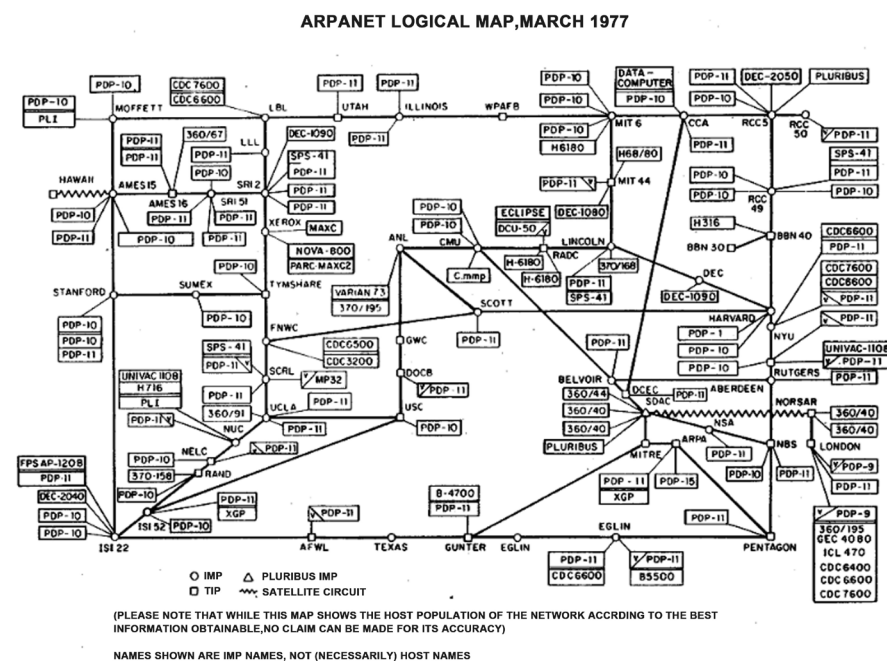 ARPANET LOGICAL MAP,MARCH 1977
PDP-10
CDC 7600
CDC6600
PDP-11
PDP-11
PDP-10
PDP-10
PDP-10
H6180
DATA-
COMPUTER
PDP-10
PDP-11
PDP-10
DEC-2050
PLURIBUS
PDP-10
PLI
MOFFETT
LBL
UTAH
ILLINOIS
WPAFB
MIT 6
CCA
RCC5
RCC
50
PDP-11
PDP-11
PDP-11
360/67
LLL
PDP-11
DEC-1090
SPS-41
PDP-11
PDP-11
PDP-11
PDP-11
H68/80
PDP-11
SPS-41
PDP-11
PDP-10
HAWAII
AMES15
AMES16
PDP-10
SRI 2
SRI 51
PDP-11
MIT 44
DEC-1080
PDP-10
PDP-10
RCC
49
PDP-10
PDP-11
PDP-10
PDP-11
PDP-11
PDP-11
XEROX
MAXC
NOVA-800
PARC-MAXC2
PDP-10
PDP-10
ECLIPSE
DCU-50
H316
BBN 30
BBN 40
CDC6600
PDP-11
ANL
CMU
C.mmp
RADC
H-6180
H-6180
LINCOLN
370/168
PDP-11
SPS-41
DEC
DEC-1090
CDC7600
CDC6600
PDP-11
PDP-11
STANFORD
SUMEX
PDP-10
TYMSHARE
PDP-10
VARIAN 73
370/195
SCOTT
PDP-11
HARVARD
NYU
PDP-10
PDP-10
PDP-11
FNWC
CDC6500
CDC3200
GWC
PDP-1
PDP-10
PDP-10
UNIVAC-1108
PDP-11
PDP-11
SPS-41
PDP-11
SCRL
MP32
DOCB
PDP-11
PDP-11
BELVOIR
DCEC
PDP-11
ABERDEEN
RUTGERS
UNIVAC 1108
H716
PLI
PDP-11
PDP-11
360/91
UCLA
PDP-11
PDP-11
USC
PDP-10
360/44
360/40
360/40
PLURIBUS
SDAC
NORSAR
360/40
360/40
NUC
NSA
PDP-11
NELC
PDP-10
PDP-11
MITRE
ARPA
NBS
PDP-10
PDP-11
LONDON
PDP-9
PDP-11
FPS AP-120B
PDP-11
DEC-2040
PDP-10
PDP-10
370-158
RAND
PDP-10
PDP-11
XGP
ISI 52
PDP-10
B-4700
PDP-11
PDP-11
XGP
PDP-15
PDP-11
PDP-9
360/195
GEC 4080
ICL 470
CDC6400
CDC 6600
CDC 7600
PDP-11
ISI 22
AFWL
TEXAS
GUNTER
EGLIN
EGLIN
PENTAGON
PDP-11
CDC6600
PDP-11
B5500
IMP
PLURIBUS IMP
TIP
SATELLITE CIRCUIT
(PLEASE NOTE THAT WHILE THIS MAP SHOWS THE HOST POPULATION OF THE NETWORK ACCRDING TO THE BEST
INFORMATION OBTAINABLE,NO CLAIM CAN BE MADE FOR ITS ACCURACY)
NAMES SHOWN ARE IMP NAMES, NOT (NECESSARILY) HOST NAMES